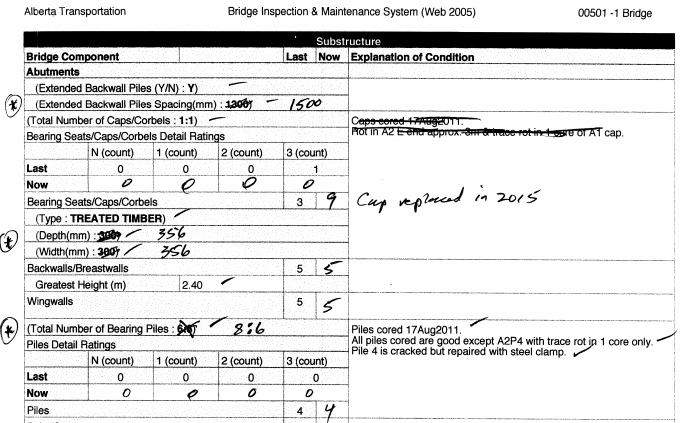 Alberta Transportation Bridge Inspection & Maintenance System (Web 2005) 00501 -1 Bridge
Substructure
Bridge Component Last Now Explanation of Condition
Abutments
(Extended Backwall Piles (Y/N) : Y)
(Extended Backwall Piles Spacing(mm) : 1300) 1500
(Total Number of Caps/Corbels : 1:1) Caps cored 17Aug2011.
Rot in A2 E end approx. 3m & trace rot in 1 core of A1 cap.
Bearing Seats/Caps/Corbels Detail Ratings
N (count) 1 (count) 2 (count) 3 (count)
Last 0 0 0 1
Now 0 0 0 0
Bearing Seats/Caps/Corbels 3 9 Cap replaced in 2015
(Type : TREATED TIMBER)
(Depth(mm) : 300) 356
(Width(mm) : 300) 356
Backwalls/Breastwalls 5 5
Greatest Height (m) 2.40
Wingwalls 5 5
(Total Number of Bearing Piles : ) 8:6 Piles cored 17Aug2011.
All piles cored are good except A2P4 with trace rot in 1 core only.
Piles Detail Ratings Pile 4 is cracked but repaired with steel clamp.
N (count) 1 (count) 2 (count) 3 (count)
Last 0 0 0 0
Now 0 0 0 0
Piles 4 4